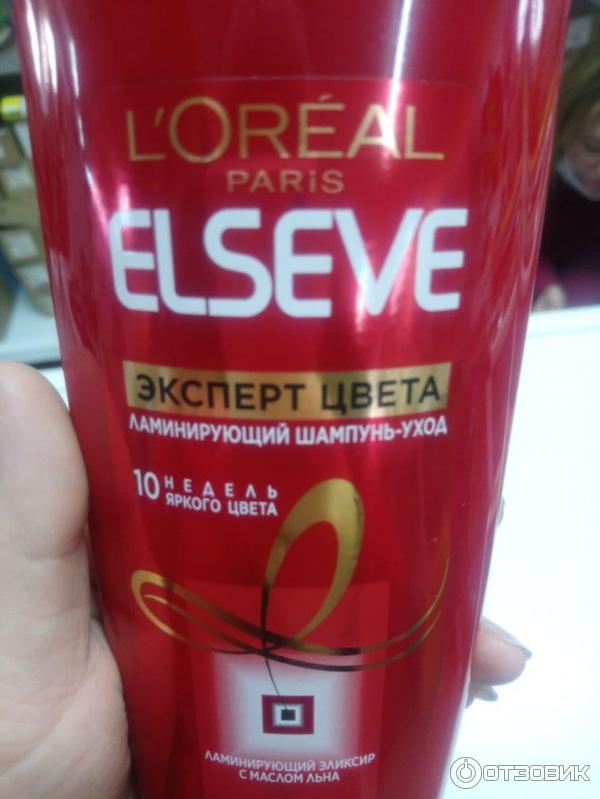 L'ORÉAL
PARIS
ELSEVE
ЭКСПЕРТ ЦВЕТА
ЛАМИНИРУЮЩИЙ ШАМПУНЬ-УХОД
10 НЕДЕЛЬ
ЯРКОГО ЦВЕТА
ЛАМИНИРУЮЩИЙ ЭЛИКСИР
С МАСЛОМ ЛЬНА
ОТЗОВИК